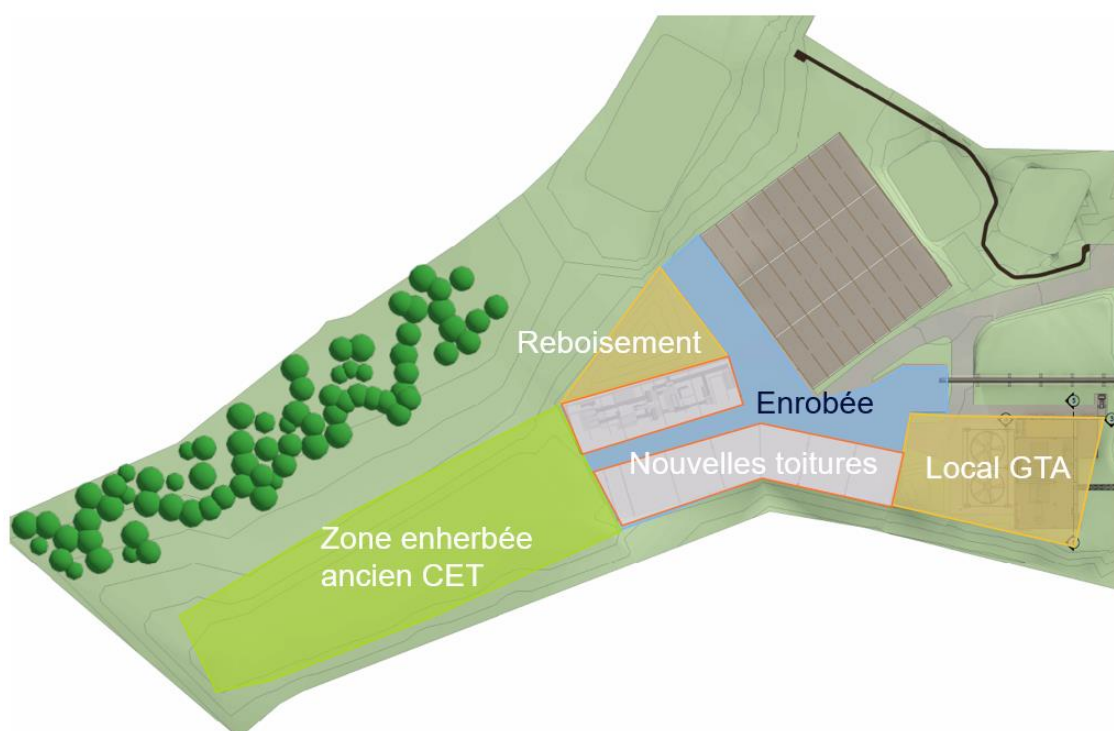 Reboisement
Enrobée
Nouvelles toitures
Local GTA
Zone enherbée
ancien CET